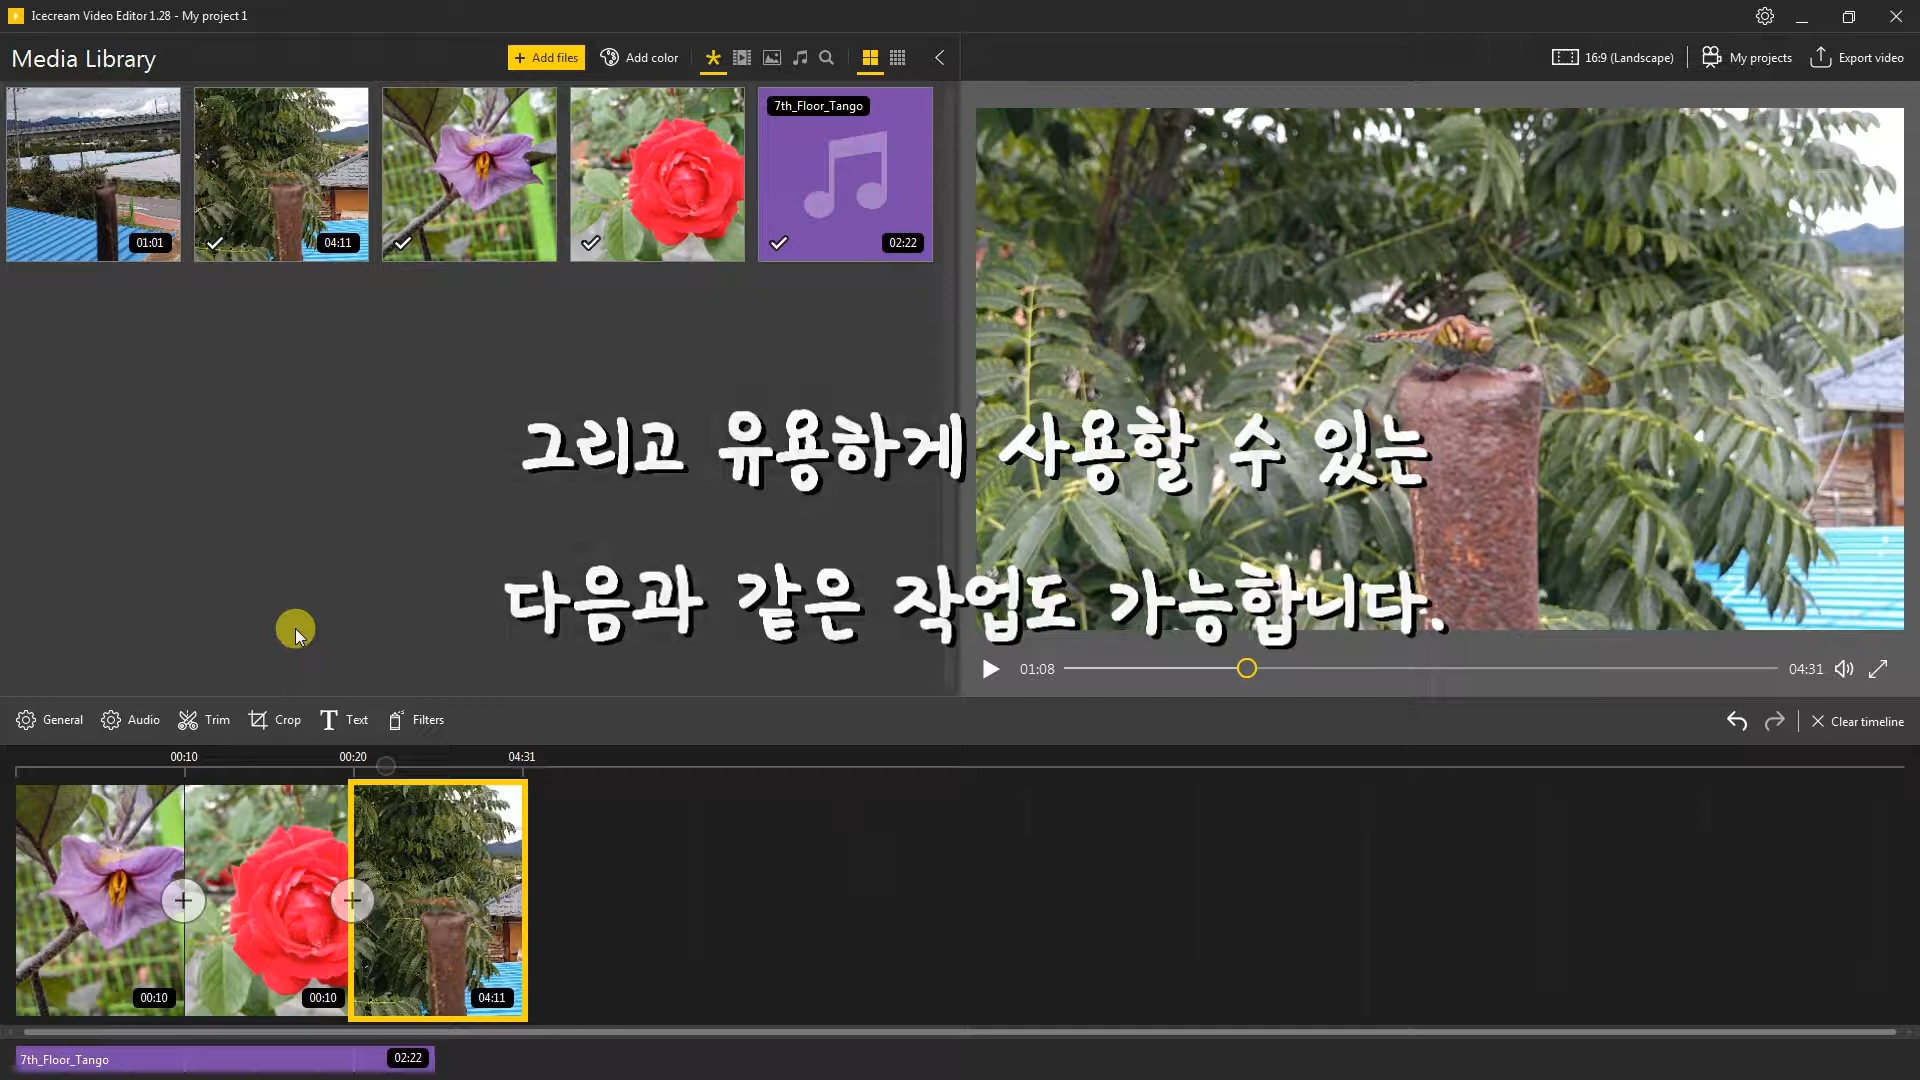 Icecream Video Editor 1.28 - My project 1
Media Library
Add files
Add color
16:9 (Landscape)
My projects
Export video
01:01
04:11
7th_Floor_Tango
02:22
그리고 유용하게 사용할 수 있는
다음과 같은 작업도 가능합니다.
01:08
04:31
General
Audio
Trim
Crop
Text
Filters
Clear timeline
00:10
00:20
04:31
00:10
00:10
04:11
7th_Floor_Tango
02:22